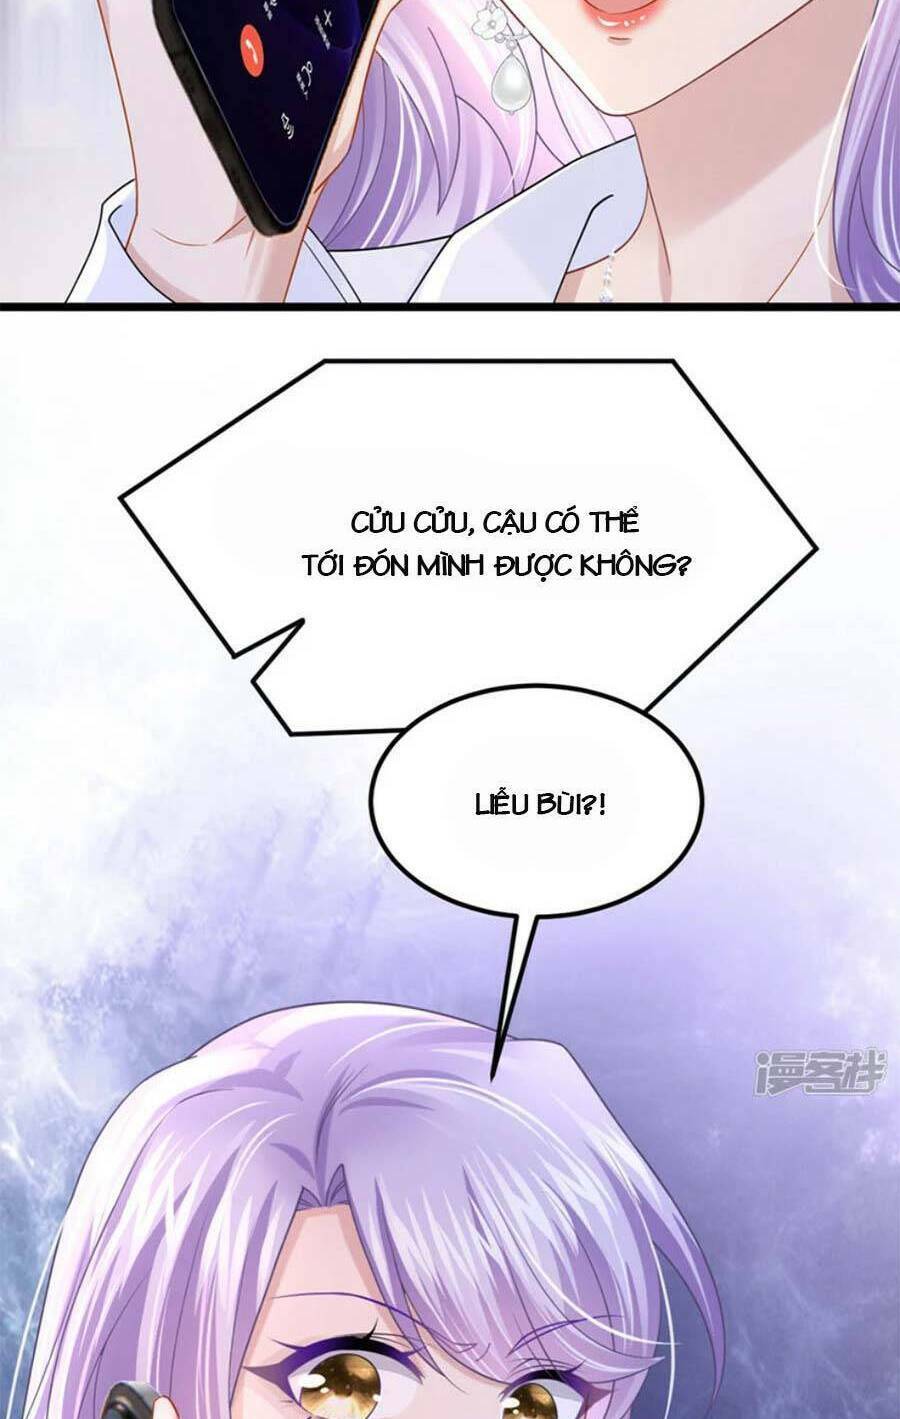 CỬU CỬU, CẬU CÓ THỂ
TỚI ĐÓN MÌNH ĐƯỢC KHÔNG?
LIỄU BÙI?!
漫客栈